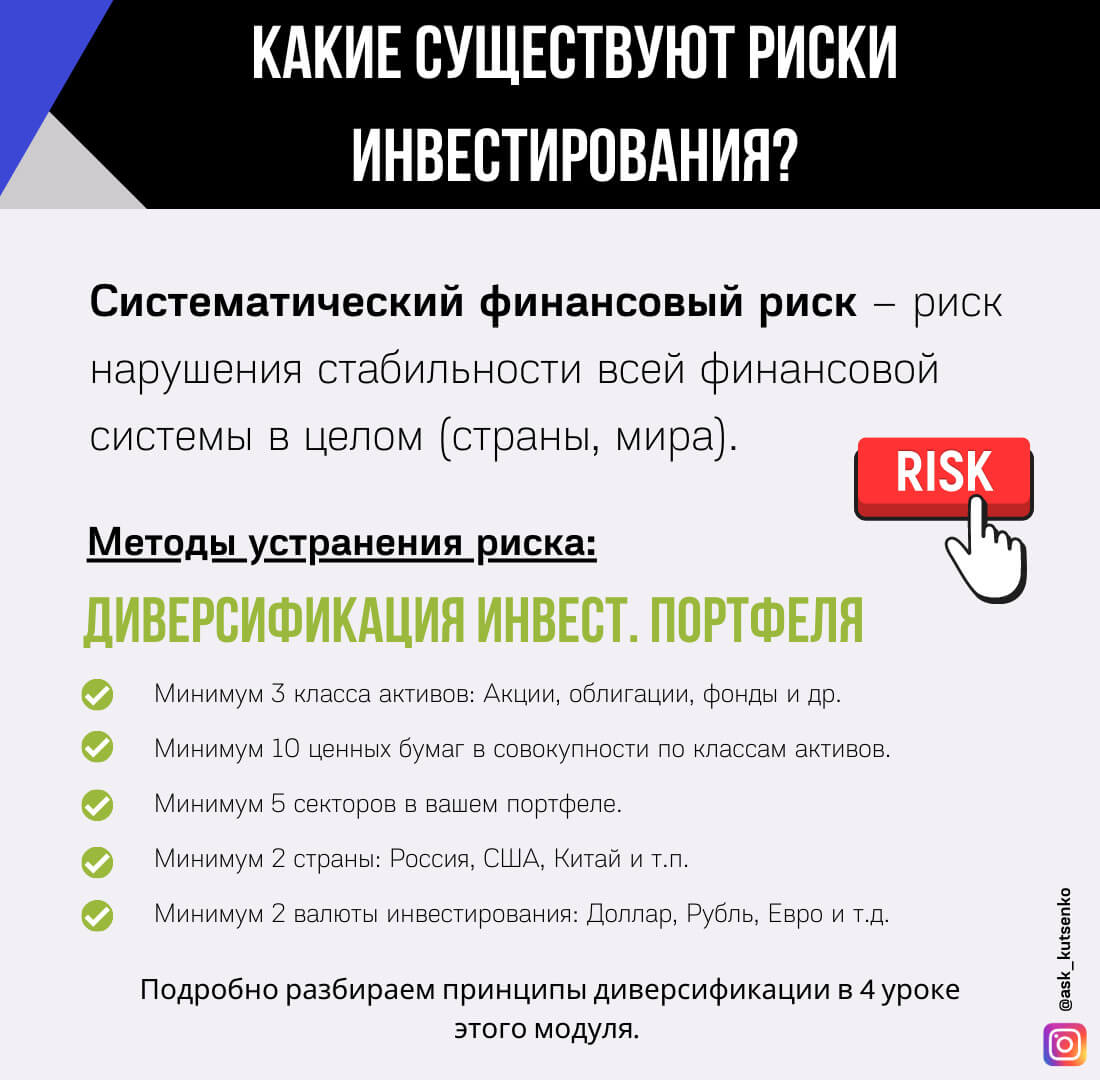 КАКИЕ СУЩЕСТВУЮТ РИСКИ
ИНВЕСТИРОВАНИЯ?
Систематический финансовый риск – риск
нарушения стабильности всей финансовой
системы в целом (страны, мира).
RISK
Методы устранения риска:
ДИВЕРСИФИКАЦИЯ ИНВЕСТ. ПОРТФЕЛЯ
Минимум 3 класса активов: Акции, облигации, фонды и др.
Минимум 10 ценных бумаг в совокупности по классам активов.
Минимум 5 секторов в вашем портфеле.
Минимум 2 страны: Россия, США, Китай и т.п.
Минимум 2 валюты инвестирования: Доллар, Рубль, Евро и т.д.
Подробно разбираем принципы диверсификации в 4 уроке
этого модуля.
@ask_kutsenko